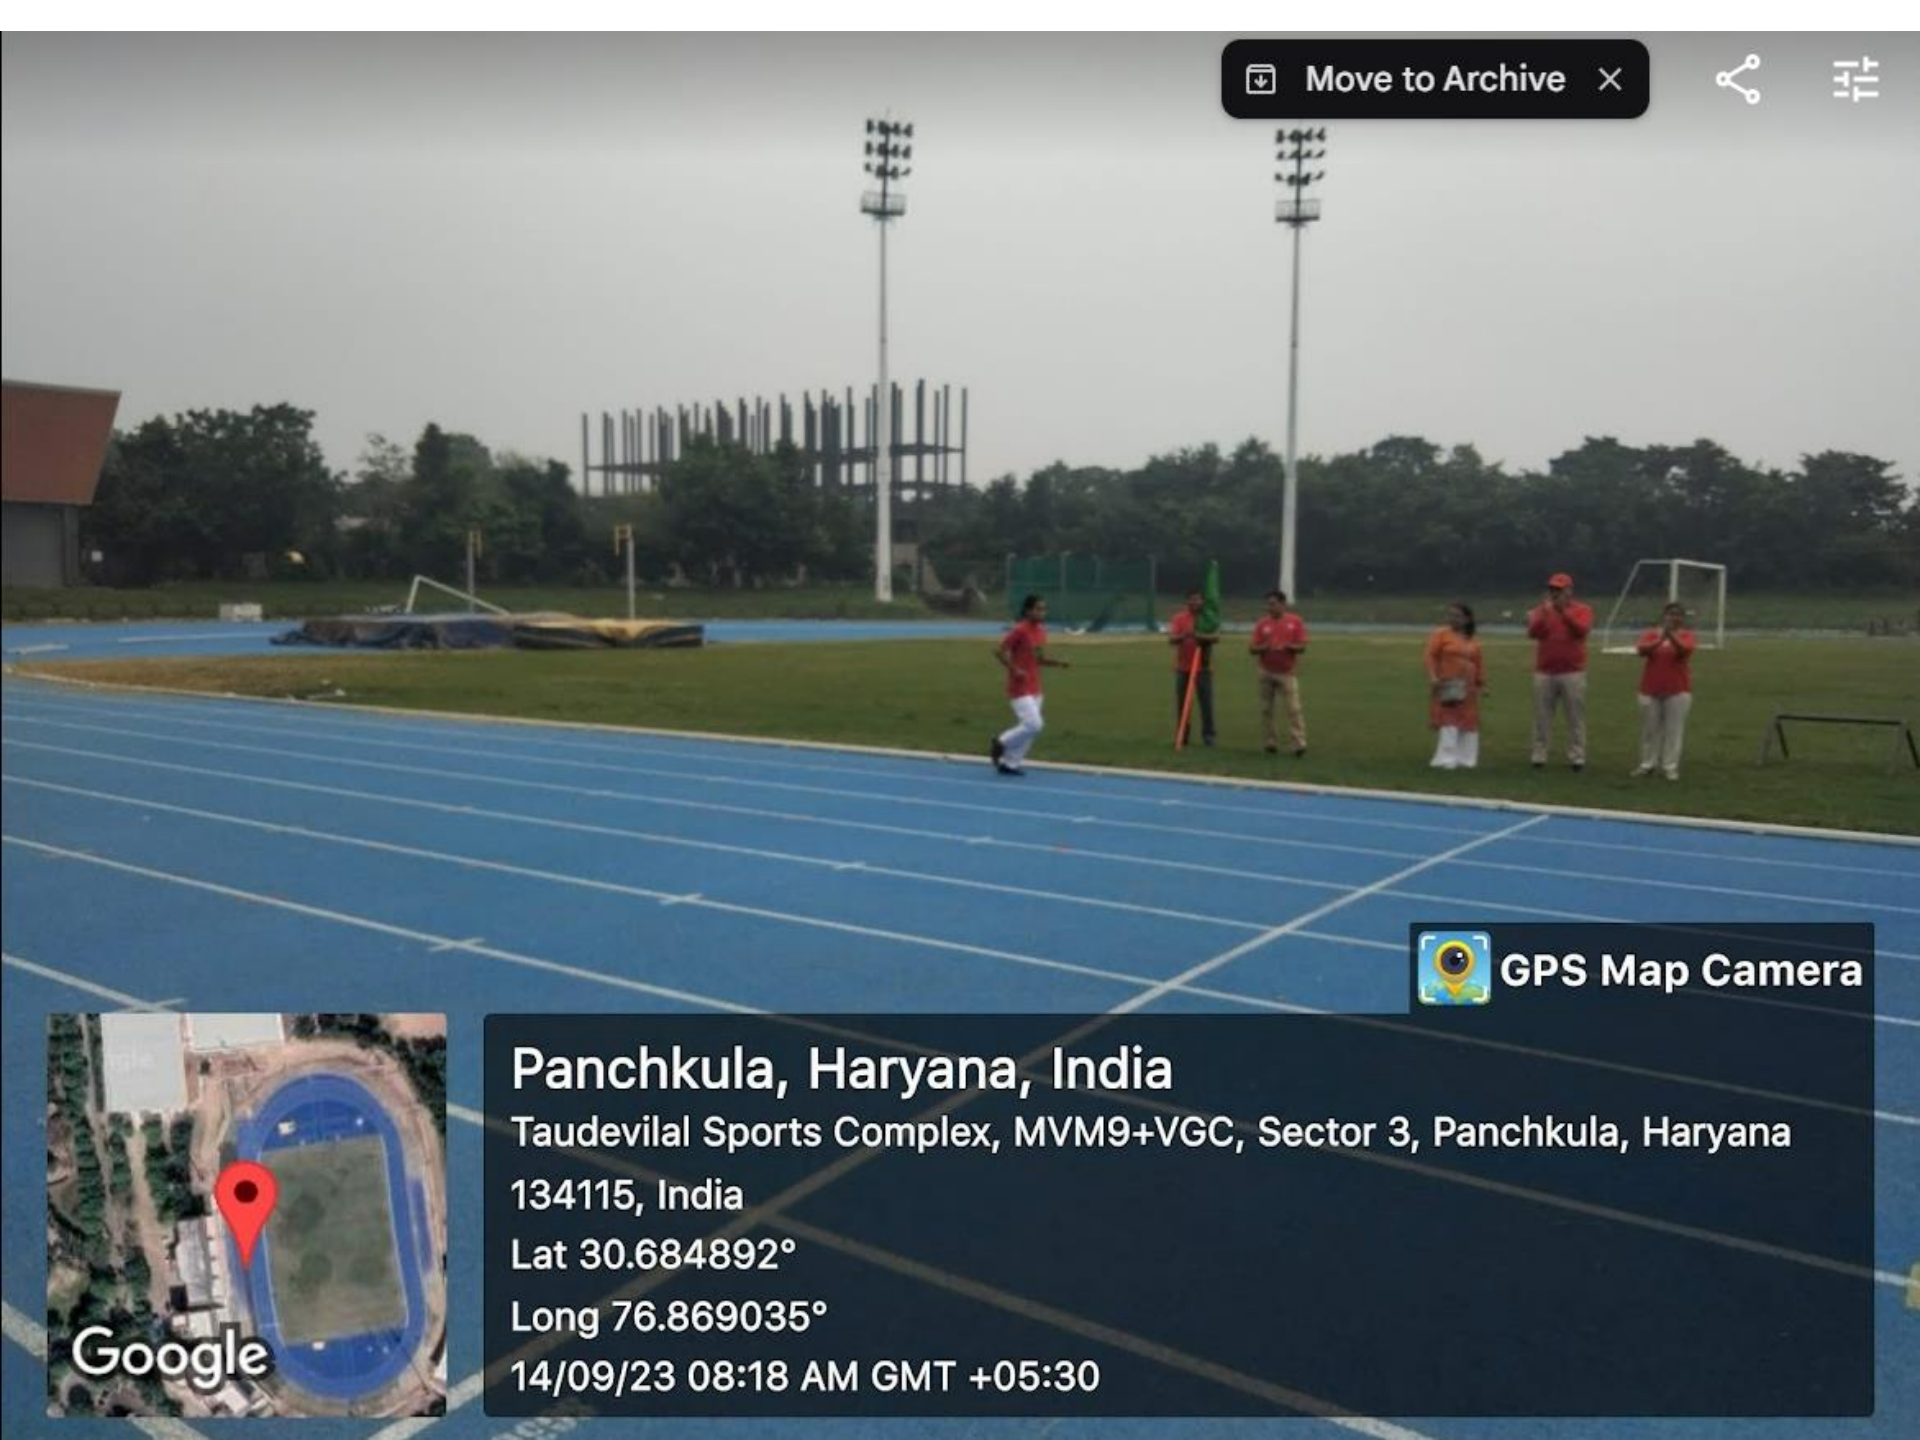 Move to Archive
GPS Map Camera
Panchkula, Haryana, India
Taudevilal Sports Complex, MVM9+VGC, Sector 3, Panchkula, Haryana
134115, India
Lat 30.684892°
Long 76.869035°
14/09/23 08:18 AM GMT +05:30
Google